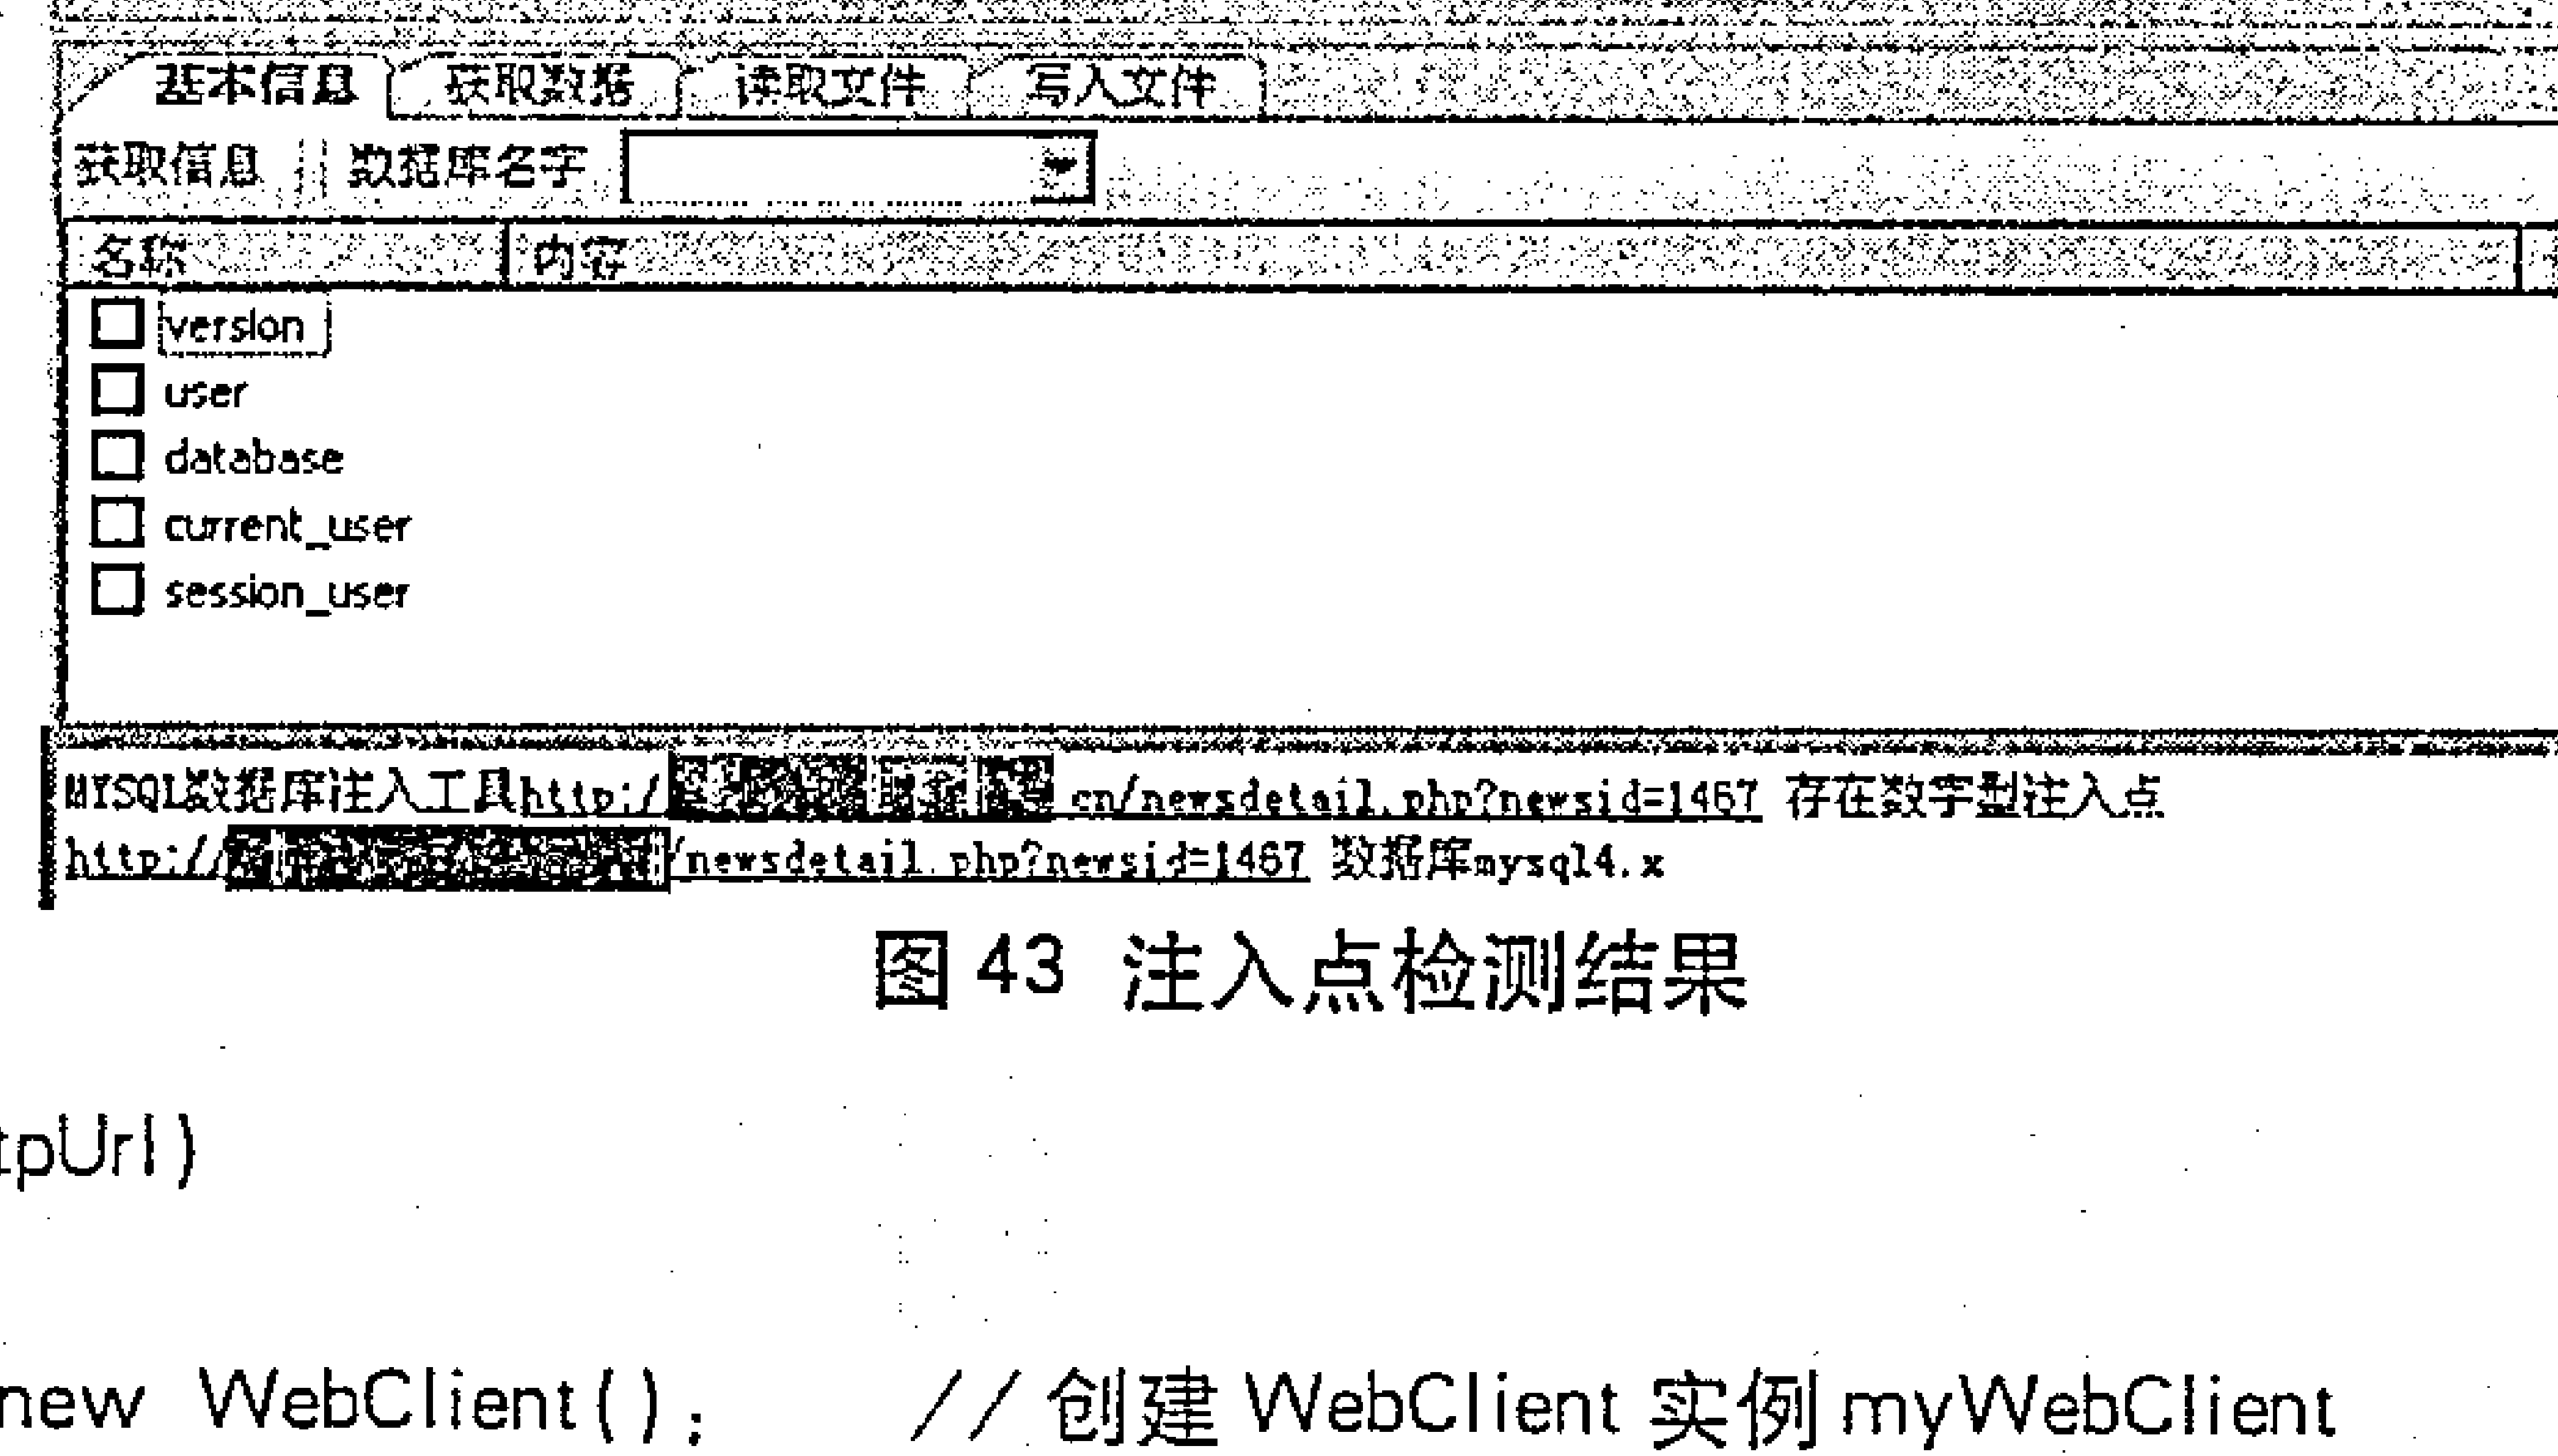 基本信息 获取数据 读取文件 写入文件
获取信息 数据库名字
名称 内容
version
user
database
current_user
session_user
MYSQL数据库注入工具http:/ cn/newsdetail.php?newsid=1467 存在数字型注入点
http:// /newsdetail.php?newsid=1467 数据库mysql4.x
图 43 注入点检测结果
tpUrl)
new WebClient(); //创建 WebClient 实例 myWebClient